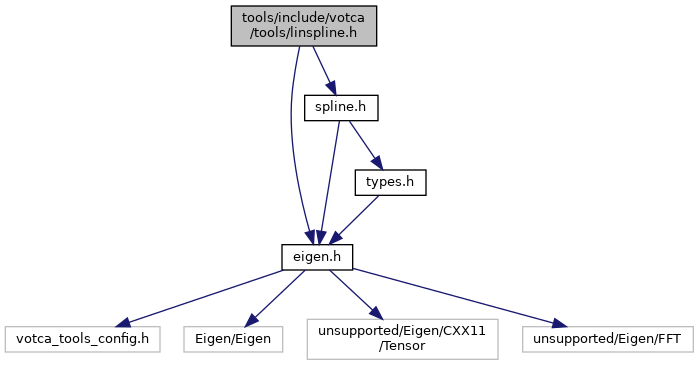 tools/include/votca
/tools/linspline.h
spline.h
types.h
eigen.h
votca_tools_config.h
Eigen/Eigen
unsupported/Eigen/CXX11
/Tensor
unsupported/Eigen/FFT